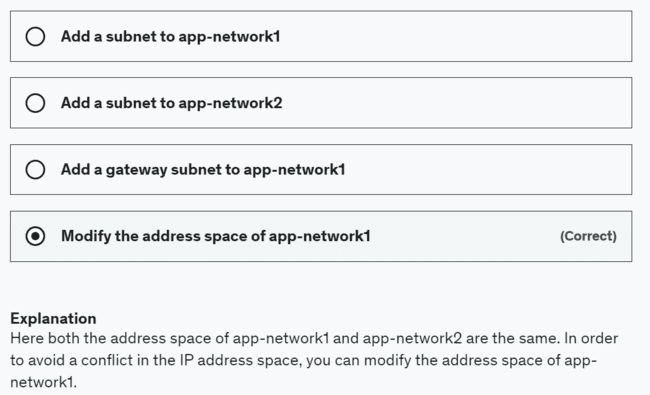 Add a subnet to app-network1
Add a subnet to app-network2
Add a gateway subnet to app-network1
Modify the address space of app-network1 (Correct)
Explanation
Here both the address space of app-network1 and app-network2 are the same. In order
to avoid a conflict in the IP address space, you can modify the address space of app-
network1.